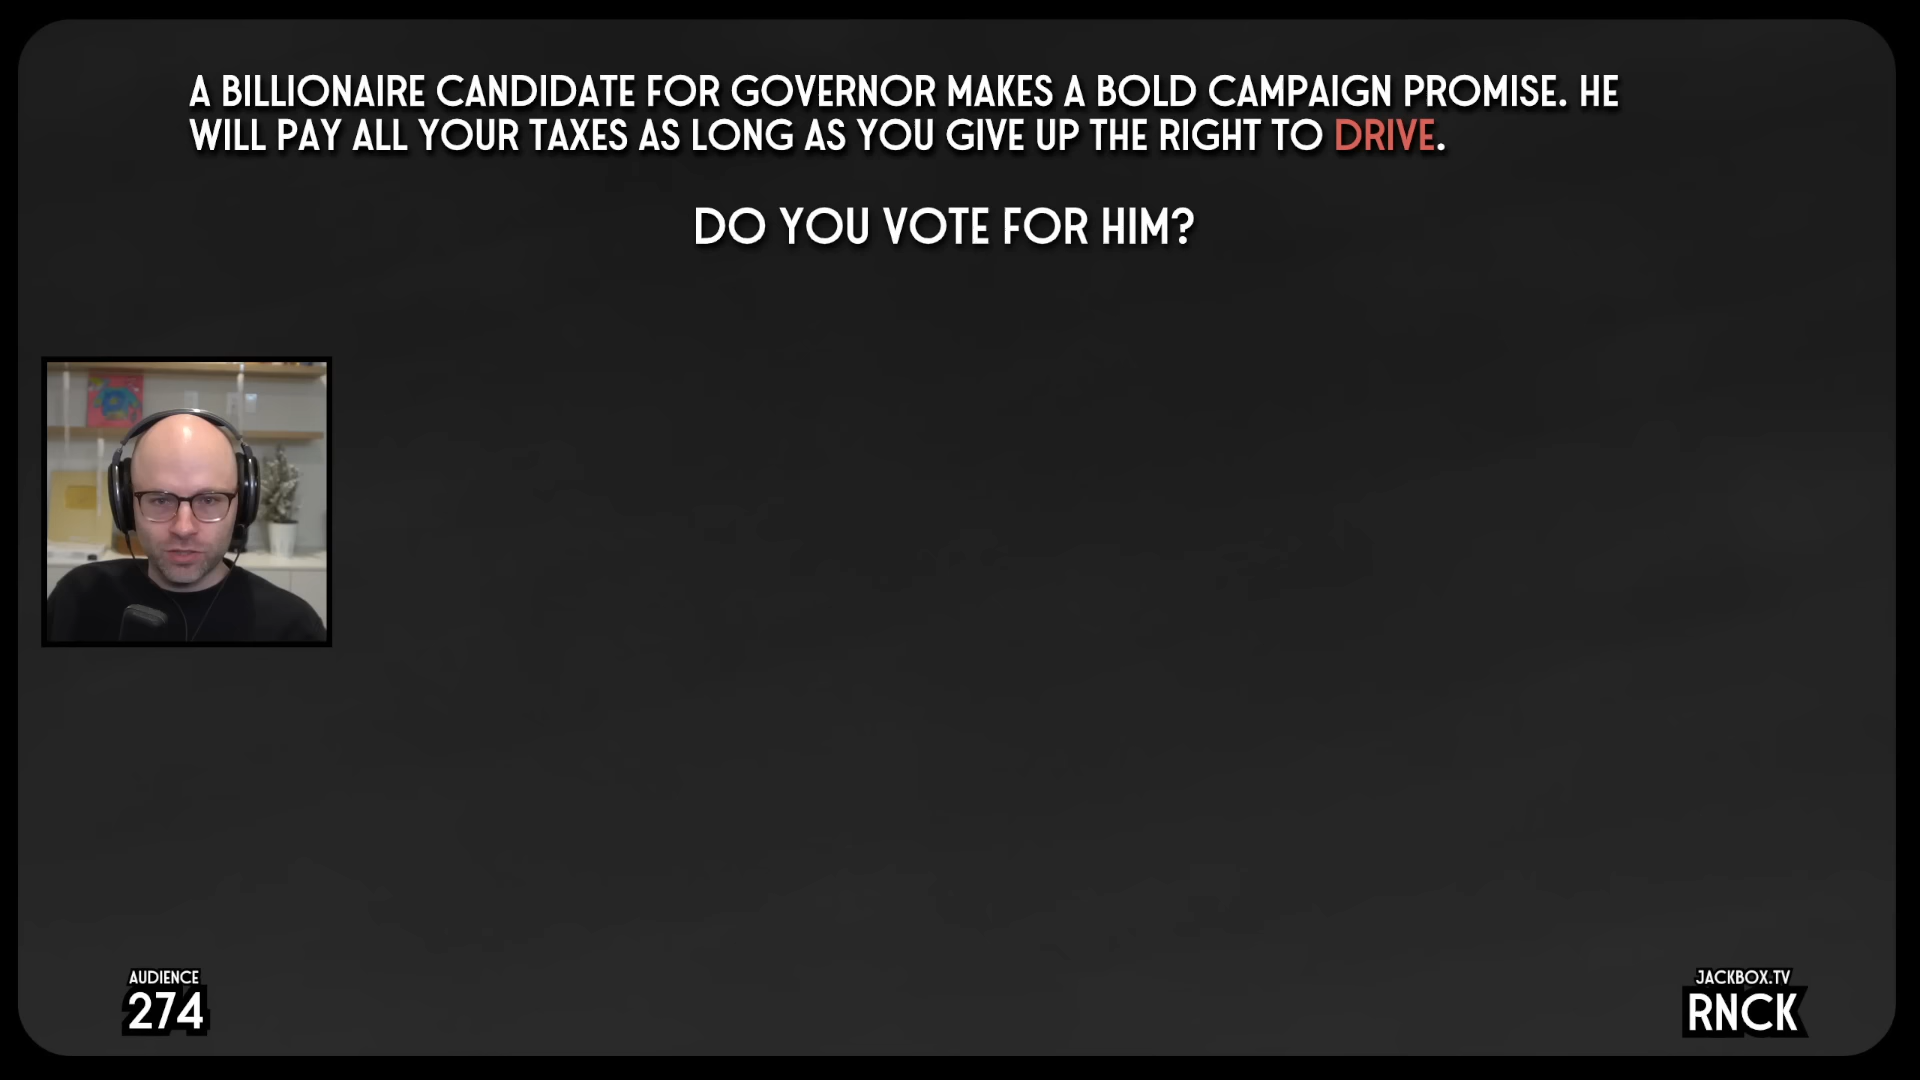 A BILLIONAIRE CANDIDATE FOR GOVERNOR MAKES A BOLD CAMPAIGN PROMISE. HE
WILL PAY ALL YOUR TAXES AS LONG AS YOU GIVE UP THE RIGHT TO DRIVE.
DO YOU VOTE FOR HIM?
AUDIENCE
274
JACKBOX.TV
RNCK